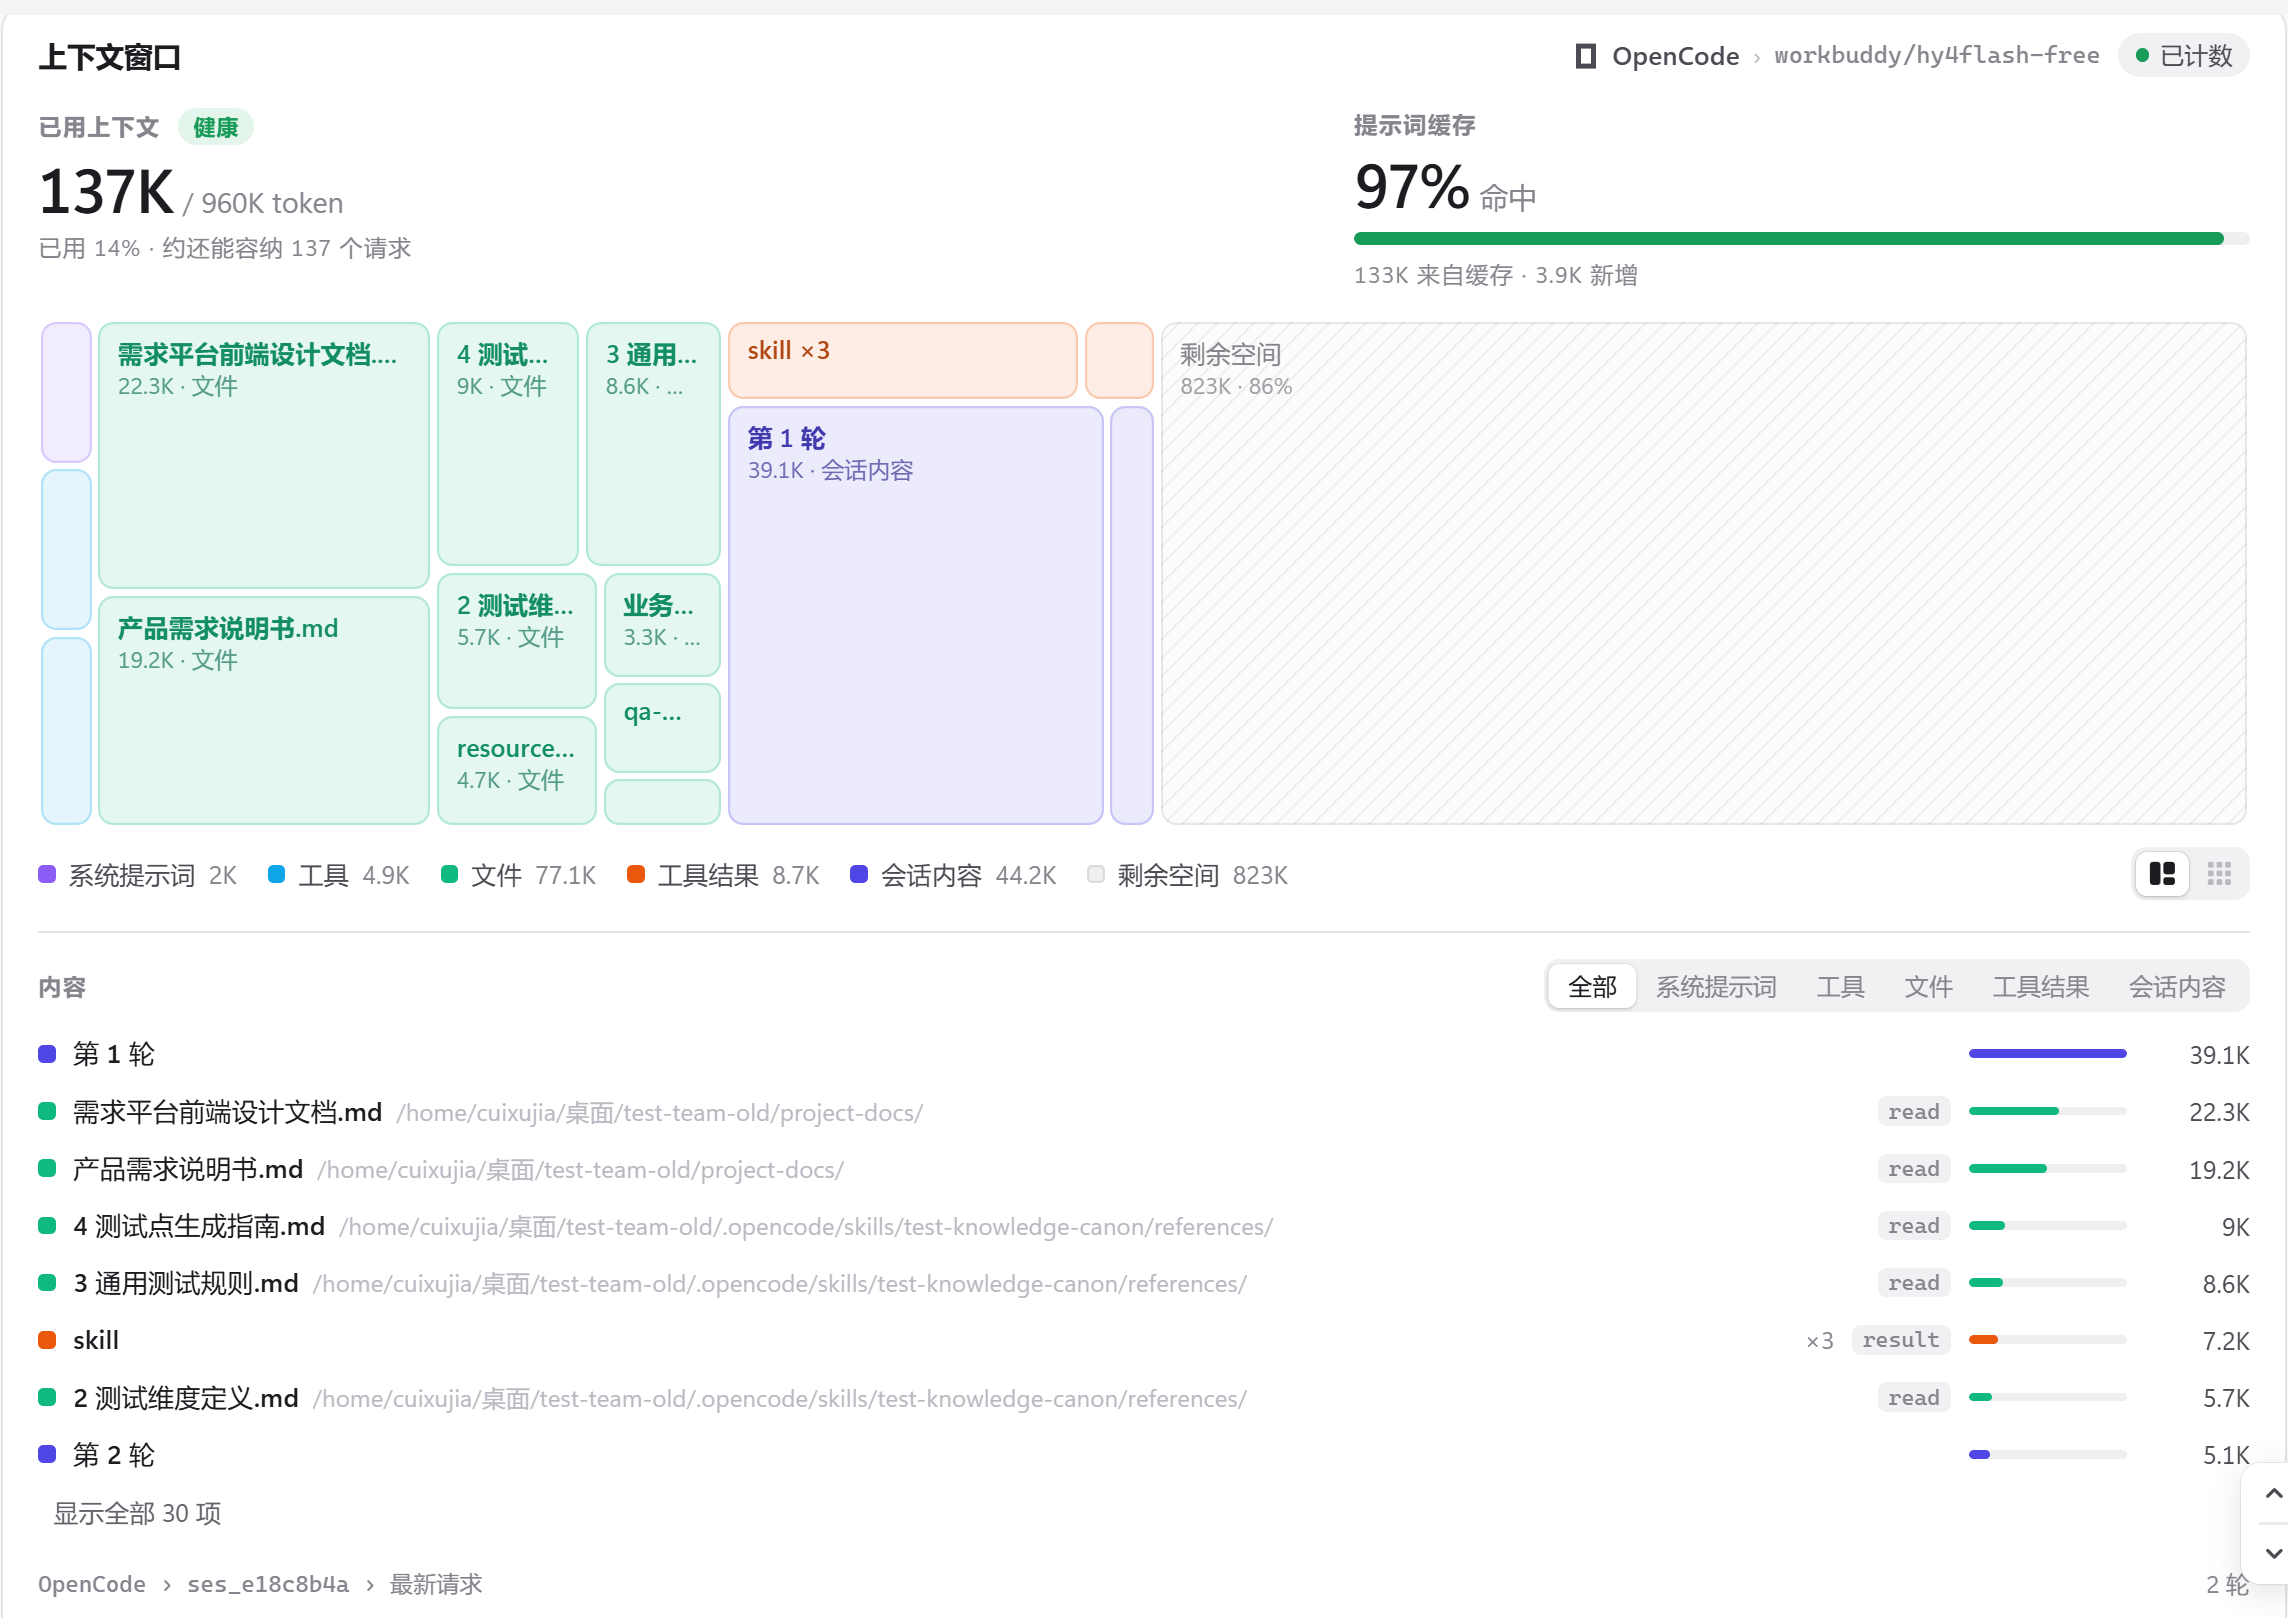 上下文窗口
OpenCode › workbuddy/hy4flash-free
已计数
已用上下文 健康
137K / 960K token
已用 14% · 约还能容纳 137 个请求
提示词缓存
97% 命中
133K 来自缓存 · 3.9K 新增
需求平台前端设计文档....
22.3K · 文件
产品需求说明书.md
19.2K · 文件
4 测试...
9K · 文件
3 通用...
8.6K · ...
2 测试维...
5.7K · 文件
业务...
3.3K · ...
resource...
4.7K · 文件
qa-...
skill ×3
第 1 轮
39.1K · 会话内容
剩余空间
823K · 86%
系统提示词 2K 工具 4.9K 文件 77.1K 工具结果 8.7K 会话内容 44.2K 剩余空间 823K
内容
全部 系统提示词 工具 文件 工具结果 会话内容
第 1 轮 39.1K
需求平台前端设计文档.md /home/cuixujia/桌面/test-team-old/project-docs/ read 22.3K
产品需求说明书.md /home/cuixujia/桌面/test-team-old/project-docs/ read 19.2K
4 测试点生成指南.md /home/cuixujia/桌面/test-team-old/.opencode/skills/test-knowledge-canon/references/ read 9K
3 通用测试规则.md /home/cuixujia/桌面/test-team-old/.opencode/skills/test-knowledge-canon/references/ read 8.6K
skill ×3 result 7.2K
2 测试维度定义.md /home/cuixujia/桌面/test-team-old/.opencode/skills/test-knowledge-canon/references/ read 5.7K
第 2 轮 5.1K
显示全部 30 项
OpenCode › ses_e18c8b4a › 最新请求 2 轮